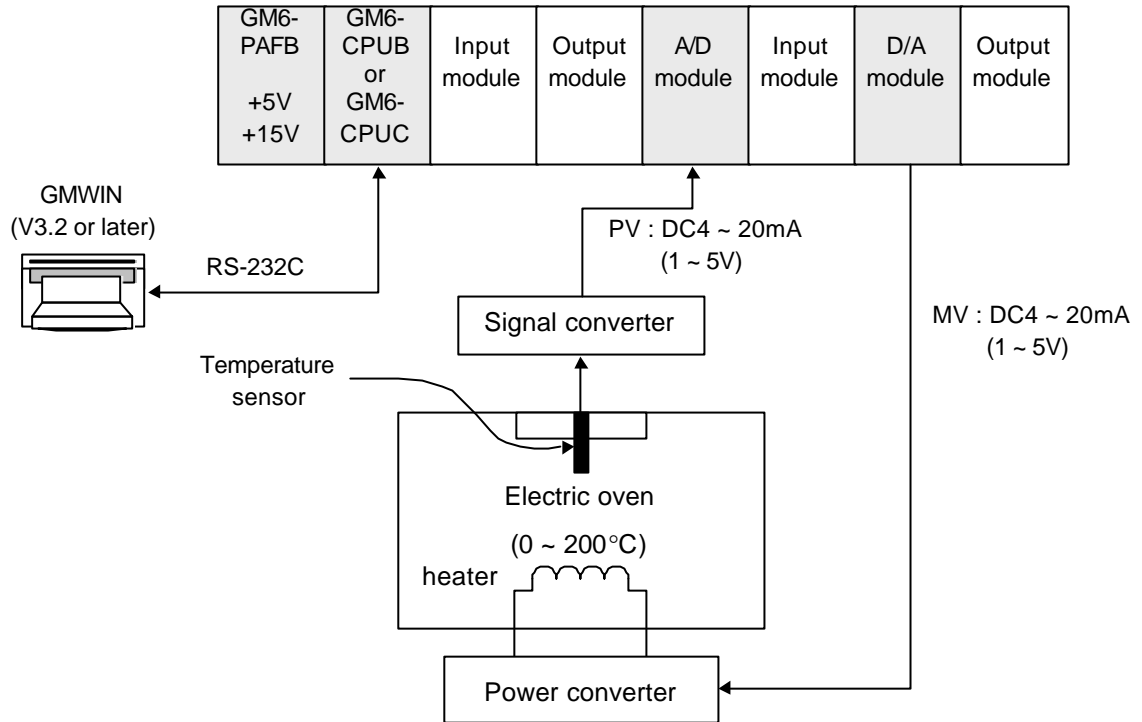 GM6-
PAFB
+5V
+15V
GM6-
CPUB
or
GM6-
CPUC
Input
module
Output
module
A/D
module
Input
module
D/A
module
Output
module
GMWIN
(V3.2 or later)
RS-232C
PV : DC4 ~ 20mA
(1 ~ 5V)
Signal converter
MV : DC4 ~ 20mA
(1 ~ 5V)
Temperature
sensor
Electric oven
(0 ~ 200°C)
heater
Power converter